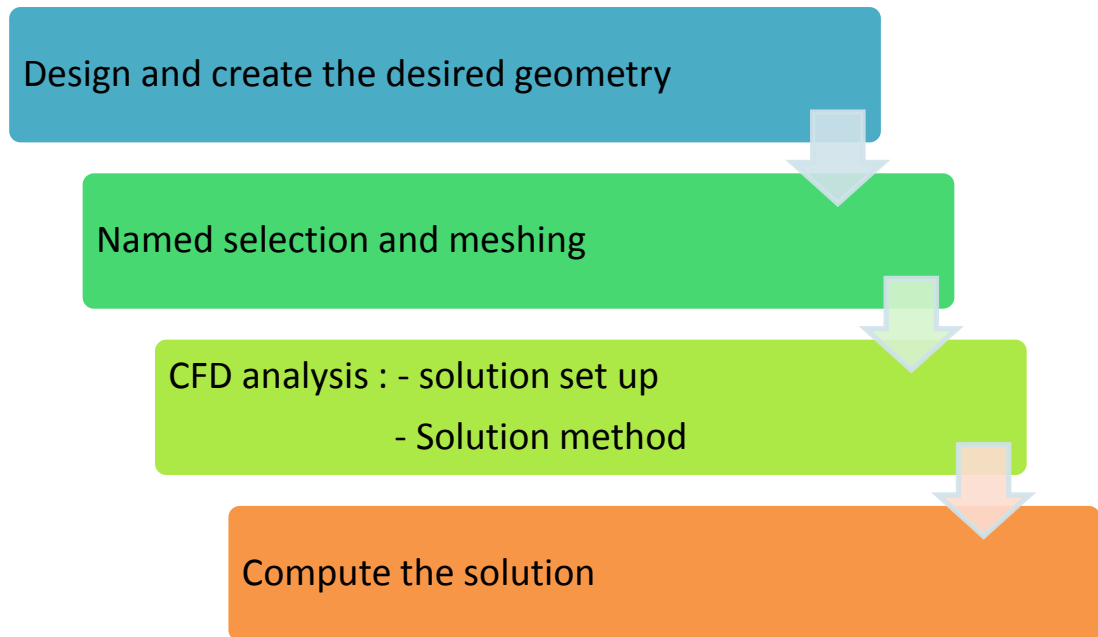 Design and create the desired geometry
Named selection and meshing
CFD analysis : - solution set up
- Solution method
Compute the solution